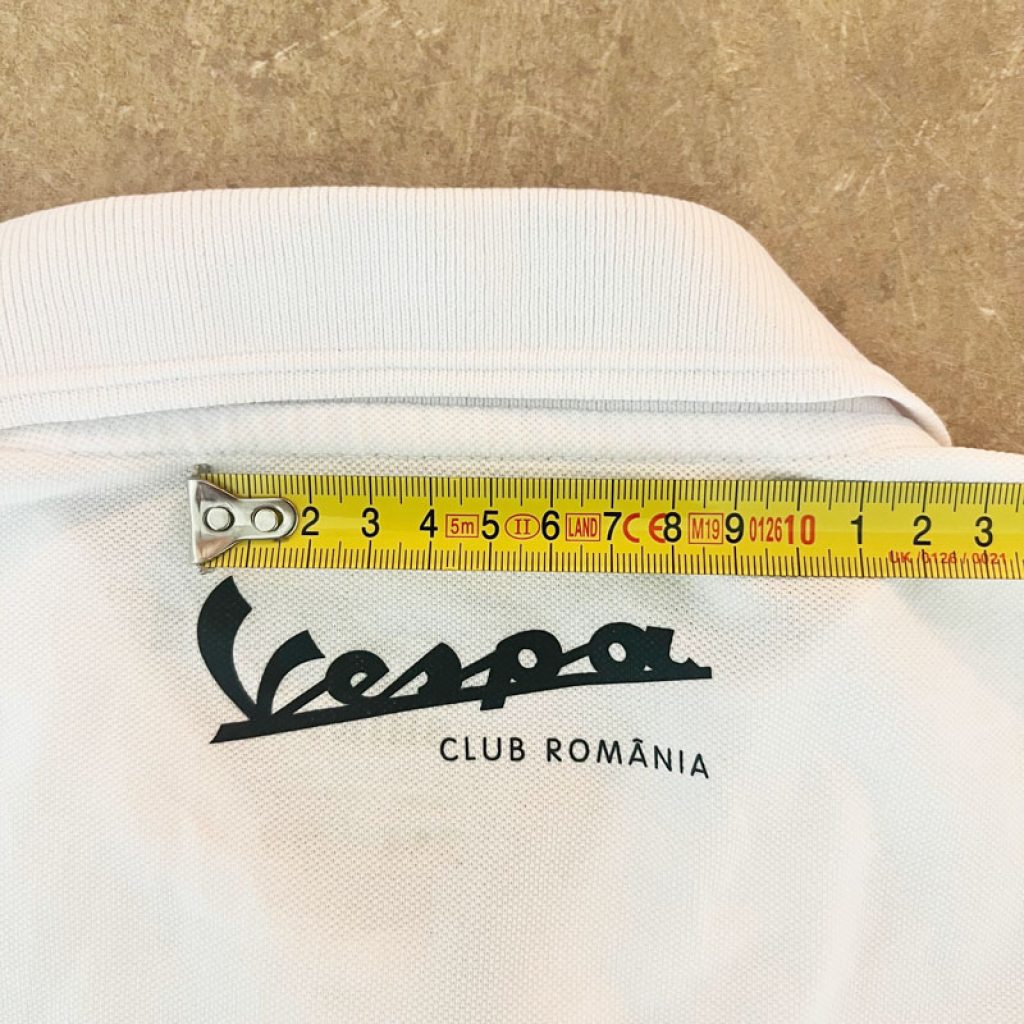 2 3 4 5m 5 II 6 LAND 7 CE 8 M19 9 0126 10 1 2 3
UK /0126 / 0021
Vespa
CLUB ROMÂNIA